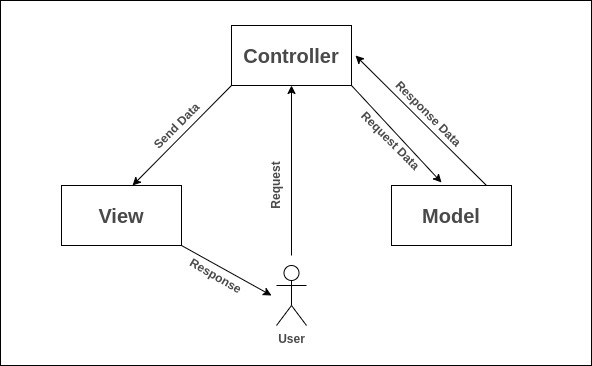 Controller
Send Data
Request
Request Data
Response Data
View
Model
Response
User